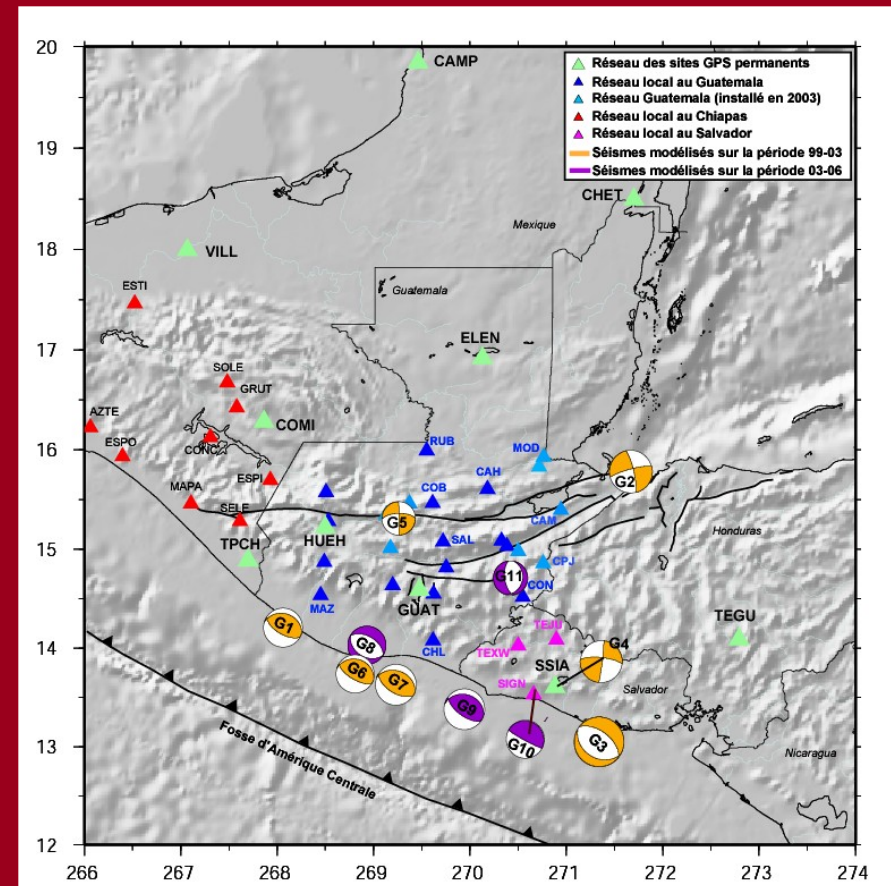 Réseau des sites GPS permanents
Réseau local au Guatemala
Réseau Guatemala (installé en 2003)
Réseau local au Chiapas
Réseau local au Salvador
Séismes modélisés sur la période 99-03
Séismes modélisés sur la période 03-06
20
19
18
17
16
15
14
13
12
CAMP
CHET
Mexique
VILL
Guatemala
ESTI
ELEN
SOLE
GRUT
AZTE
COMI
ESPO
CONC
RUB
MOD
ESPI
CAH
G2
MAPA
COB
SELE
G5
CAM
Honduras
TPCH
HUEH
SAL
CPJ
G11
CON
MAZ
GUAT
G1
G8
CHL
TEJU
TEXW
G4
TEGU
G6
G7
SSIA
SIGN
Salvador
G9
G10
G3
Fosse d'Amérique Centrale
Nicaragua
266 267 268 269 270 271 272 273 274